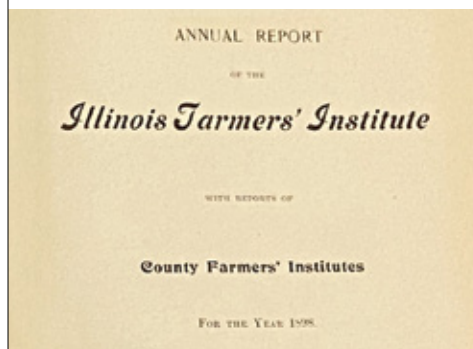 ANNUAL REPORT
OF THE
Illinois Farmers' Institute
WITH REPORTS OF
County Farmers' Institutes
FOR THE YEAR 1898.